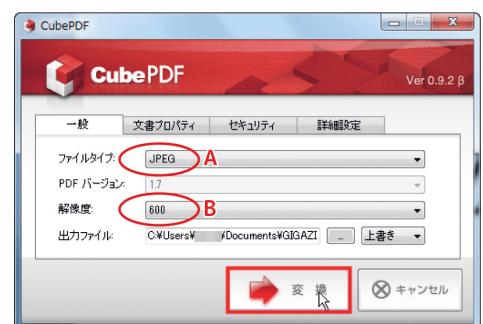 CubePDF
CubePDF
Ver 0.9.2 β
一般 文書プロパティ セキュリティ 詳細設定
ファイルタイプ: JPEG A
PDF バージョン: 1.7
解像度: 600 B
出力ファイル: C:¥Users¥ /Documents¥GIGAZI ... 上書き
変換 キャンセル